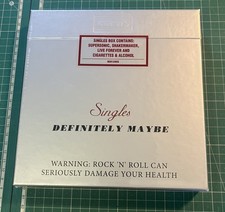 SINGLES BOX CONTAINS:
SUPERSONIC, SHAKERMAKER,
LIVE FOREVER AND
CIGARETTES & ALCOHOL.
Singles
DEFINITELY MAYBE
WARNING: ROCK 'N' ROLL CAN
SERIOUSLY DAMAGE YOUR HEALTH